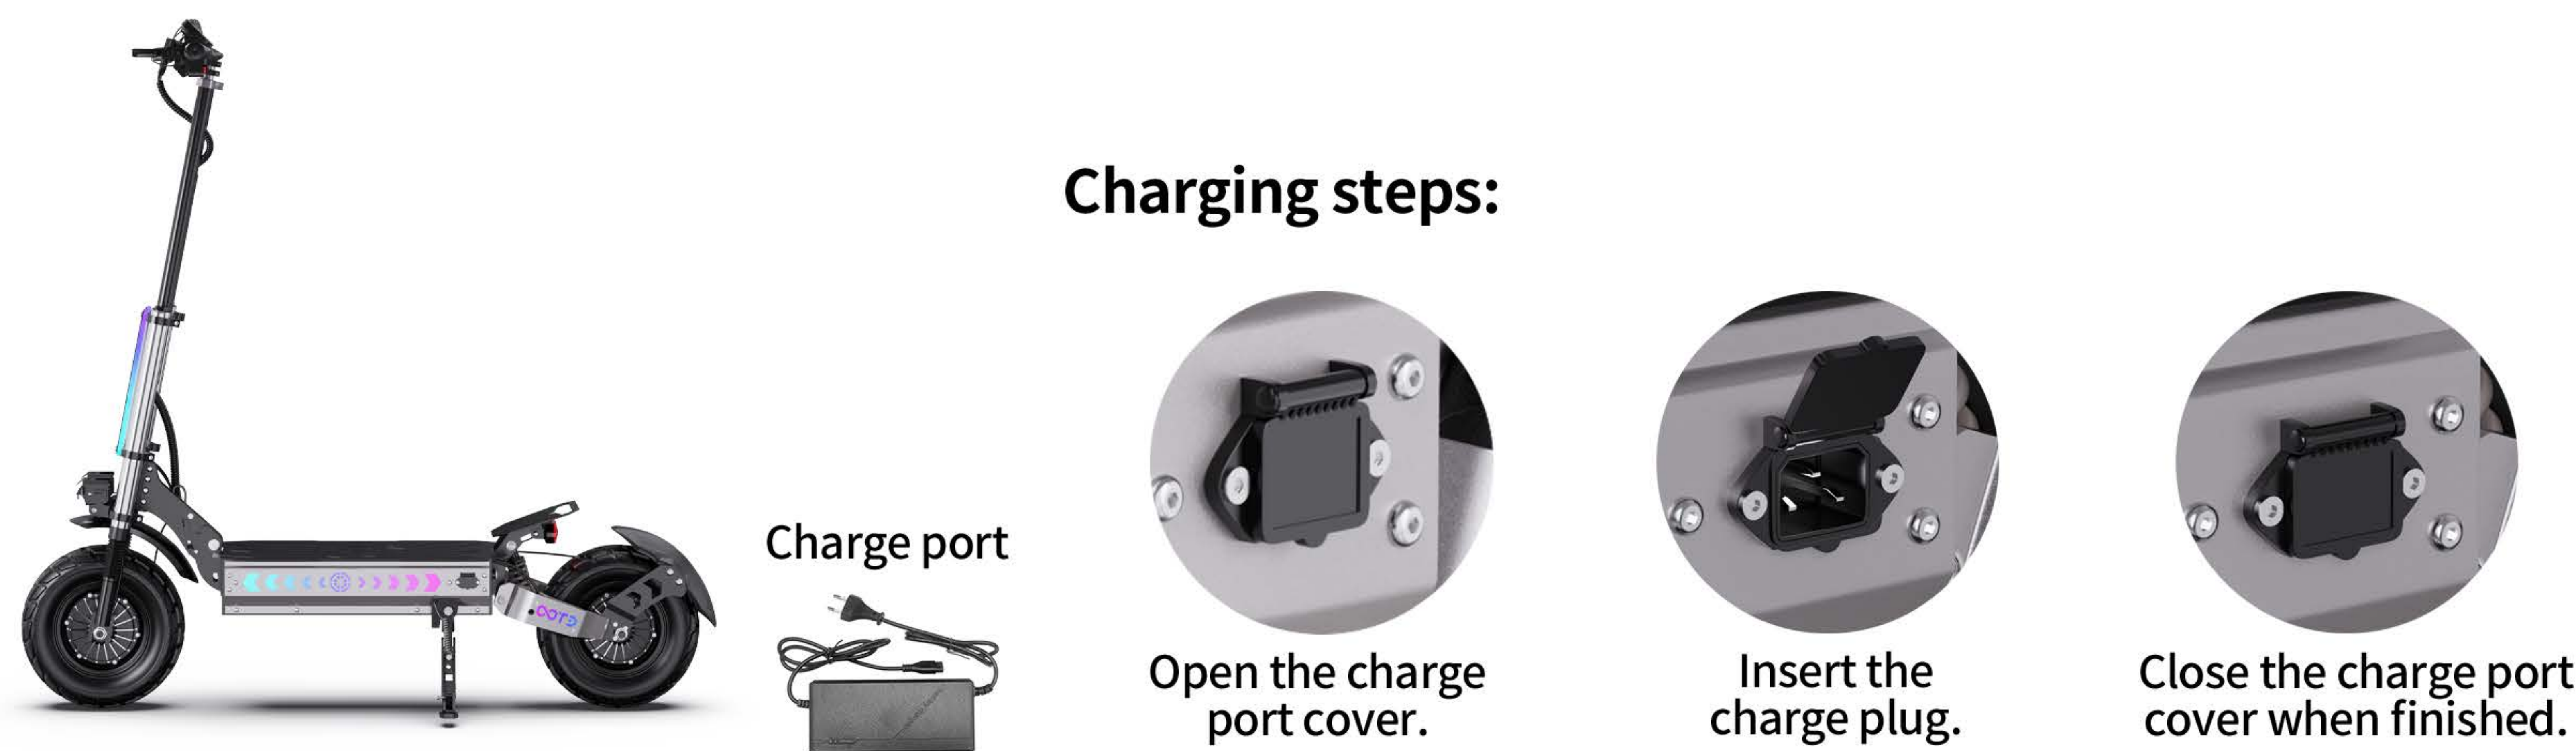 Charging steps:
Charge port
OOTD
Open the charge
port cover.
Insert the
charge plug.
Close the charge port
cover when finished.